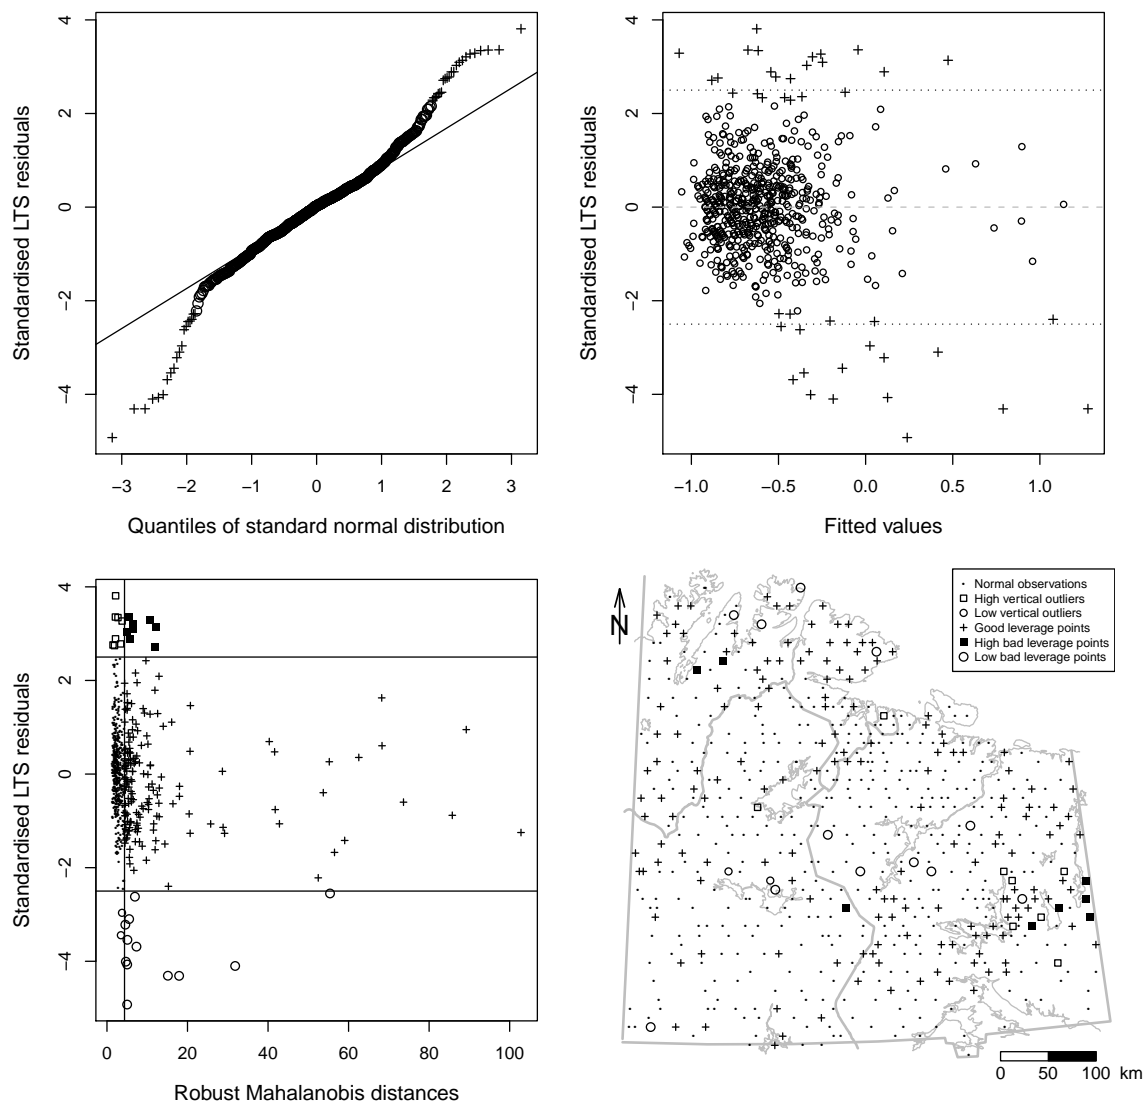 4
2
0
−2
−4
Standardised LTS residuals
−3 −2 −1 0 1 2 3
Quantiles of standard normal distribution
4
2
0
−2
−4
Standardised LTS residuals
−1.0 −0.5 0.0 0.5 1.0
Fitted values
4
2
0
−2
−4
Standardised LTS residuals
0 20 40 60 80 100
Robust Mahalanobis distances
N
Normal observations
High vertical outliers
Low vertical outliers
Good leverage points
High bad leverage points
Low bad leverage points
0 50 100 km